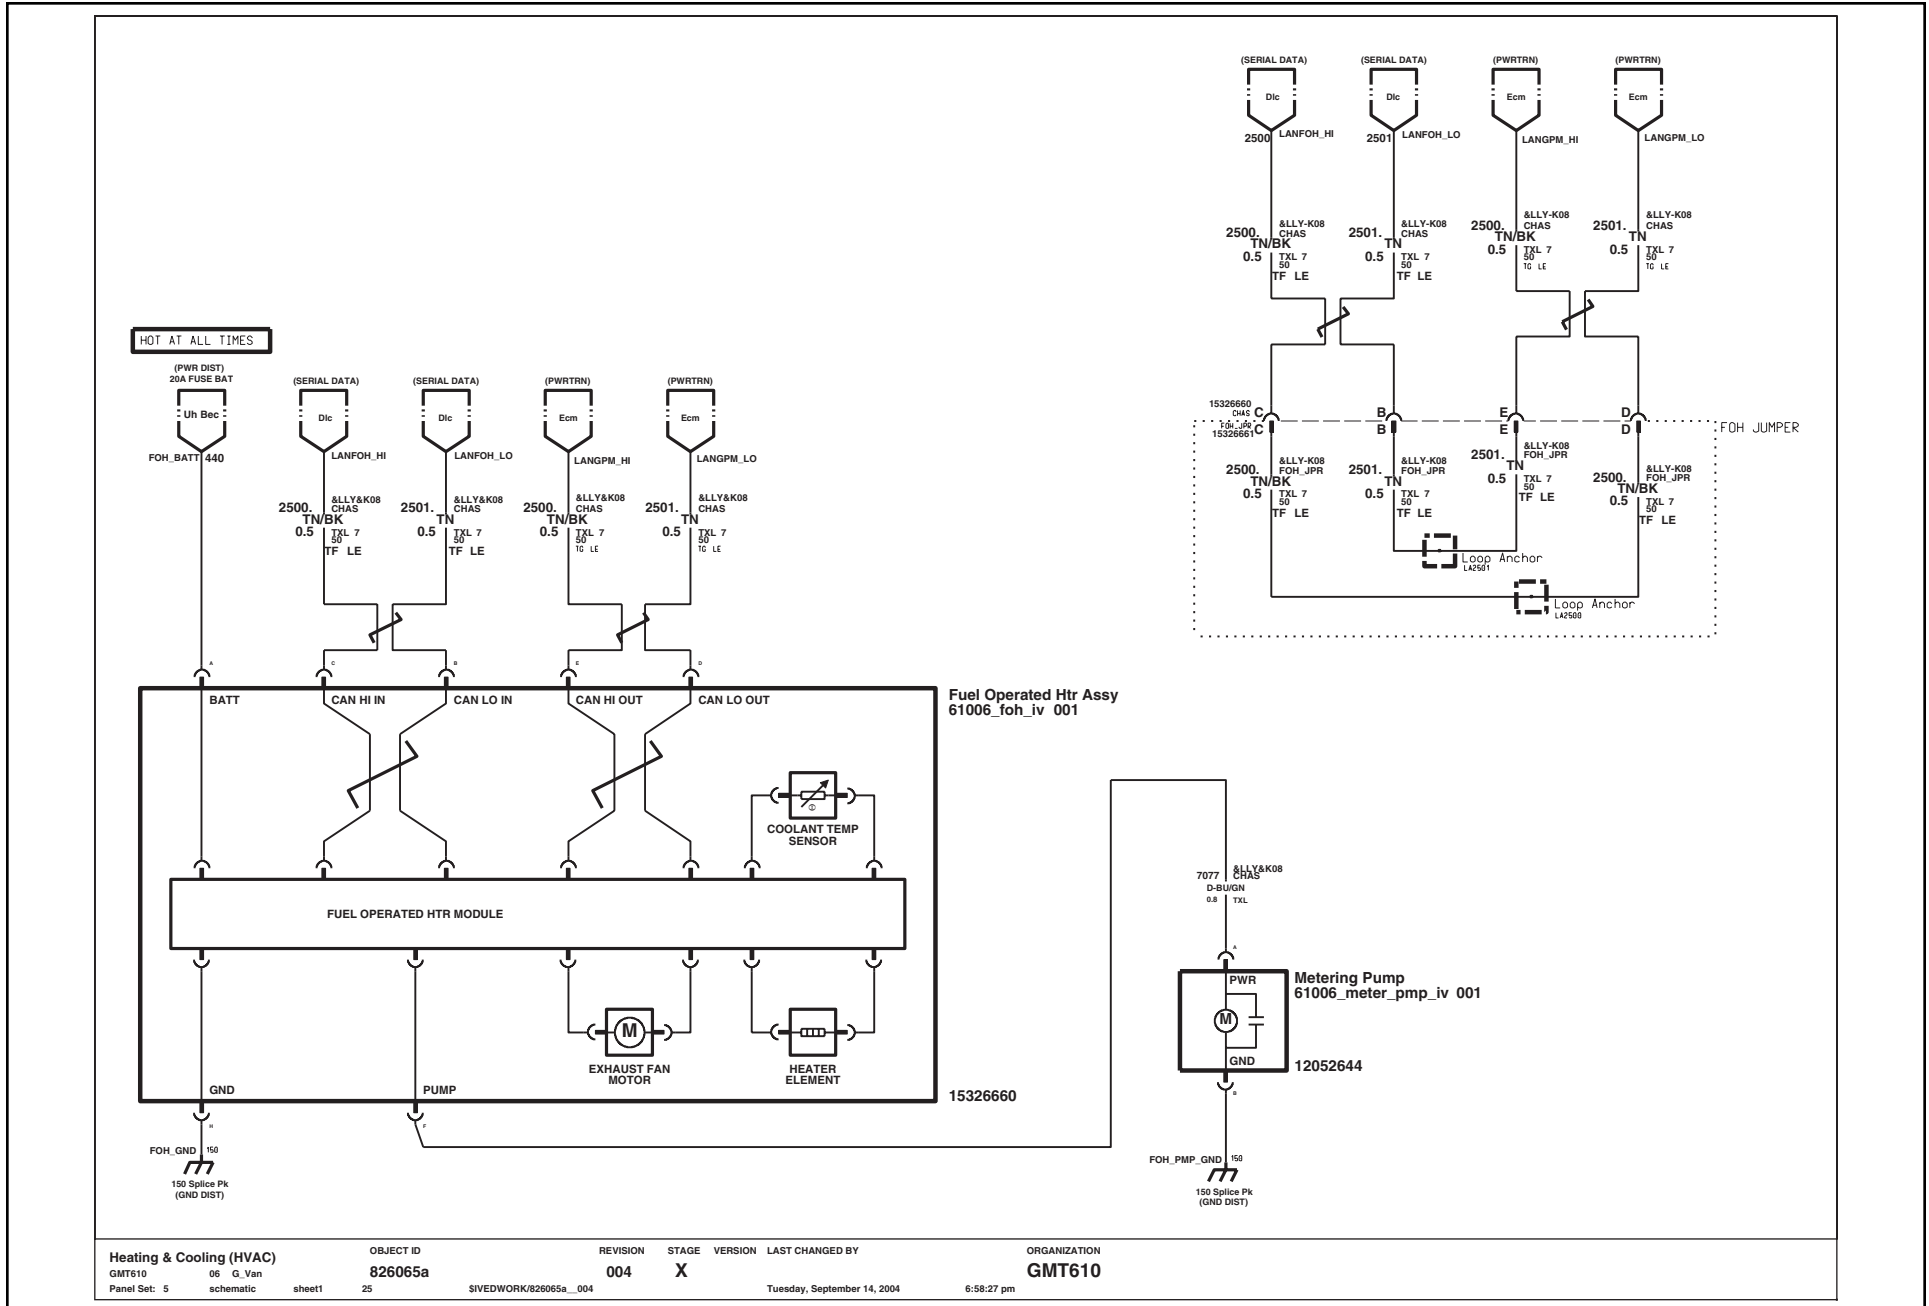 (SERIAL DATA) (SERIAL DATA) (PWRTRN) (PWRTRN)
Dlc Dlc Ecm Ecm
2500 LANFOH_HI 2501 LANFOH_LO LANGPM_HI LANGPM_LO
&LLY-K08 &LLY-K08 &LLY-K08 &LLY-K08
2500. CHAS 2501. CHAS 2500. CHAS 2501. CHAS
TN/BK TN TN/BK TN
0.5 TXL 7 0.5 TXL 7 0.5 TXL 7 0.5 TXL 7
50 50 50 50
TF LE TF LE TG LE TG LE
HOT AT ALL TIMES
(PWR DIST)
20A FUSE BAT
(SERIAL DATA) (SERIAL DATA) (PWRTRN) (PWRTRN)
Uh Bec Dlc Dlc Ecm Ecm
FOH_BATT 440 LANFOH_HI LANFOH_LO LANGPM_HI LANGPM_LO
&LLY&K08 &LLY&K08 &LLY&K08 &LLY&K08
2500. CHAS 2501. CHAS 2500. CHAS 2501. CHAS
TN/BK TN TN/BK TN
0.5 TXL 7 0.5 TXL 7 0.5 TXL 7 0.5 TXL 7
50 50 50 50
TF LE TF LE TG LE TG LE
15326660
CHAS C B E D
FOH_JPR
15326661 C B E D
FOH JUMPER
&LLY-K08 &LLY-K08 &LLY-K08 &LLY-K08
2500. FOH_JPR 2501. FOH_JPR 2501. FOH_JPR 2500. FOH_JPR
TN/BK TN TN TN/BK
0.5 TXL 7 0.5 TXL 7 0.5 TXL 7 0.5 TXL 7
50 50 50 50
TF LE TF LE TF LE TF LE
Loop Anchor
LA2501
Loop Anchor
LA2500
A C B E D
BATT CAN HI IN CAN LO IN CAN HI OUT CAN LO OUT
Fuel Operated Htr Assy
61006_foh_iv 001
COOLANT TEMP
SENSOR
FUEL OPERATED HTR MODULE
M
EXHAUST FAN
MOTOR
HEATER
ELEMENT
GND PUMP
15326660
H F
FOH_GND 150
150 Splice Pk
(GND DIST)
&LLY&K08
7077 CHAS
D-BU/GN
0.8 TXL
A
PWR
Metering Pump
61006_meter_pmp_iv 001
M
GND
12052644
B
FOH_PMP_GND 150
150 Splice Pk
(GND DIST)
Heating & Cooling (HVAC) OBJECT ID REVISION STAGE VERSION LAST CHANGED BY ORGANIZATION
GMT610 06 G_Van 826065a 004 X GMT610
Panel Set: 5 schematic sheet1 25 $IVEDWORK/826065a__004 Tuesday, September 14, 2004 6:58:27 pm